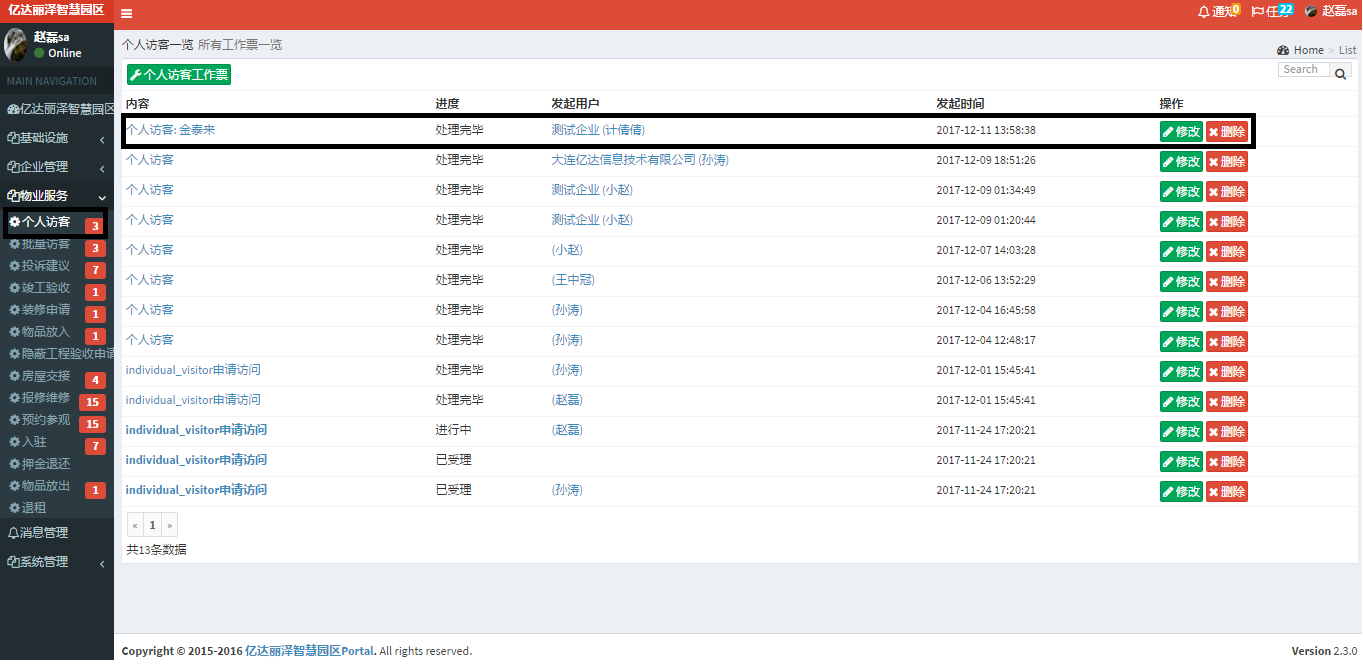 亿达丽泽智慧园区
通知 0 任务 22 赵磊sa
赵磊sa
Online
MAIN NAVIGATION
亿达丽泽智慧园区
基础设施
企业管理
物业服务
个人访客 3
批量访客 3
投诉建议 7
竣工验收 1
装修申请 1
物品放入 1
隐蔽工程验收申请
房屋交接 4
报修维修 15
预约参观 15
入驻 7
押金退还
物品放出 1
退租
消息管理
系统管理
个人访客一览 所有工作票一览
Home > List
个人访客工作票
Search
内容 进度 发起用户 发起时间 操作
个人访客: 金泰来 处理完毕 测试企业 (计倩倩) 2017-12-11 13:58:38 修改 删除
个人访客 处理完毕 大连亿达信息技术有限公司 (孙涛) 2017-12-09 18:51:26 修改 删除
个人访客 处理完毕 测试企业 (小赵) 2017-12-09 01:34:49 修改 删除
个人访客 处理完毕 测试企业 (小赵) 2017-12-09 01:20:44 修改 删除
个人访客 处理完毕 (小赵) 2017-12-07 14:03:28 修改 删除
个人访客 处理完毕 (王中冠) 2017-12-06 13:52:29 修改 删除
个人访客 处理完毕 (孙涛) 2017-12-04 16:45:58 修改 删除
个人访客 处理完毕 (孙涛) 2017-12-04 12:48:17 修改 删除
individual_visitor申请访问 处理完毕 (孙涛) 2017-12-01 15:45:41 修改 删除
individual_visitor申请访问 处理完毕 (赵磊) 2017-12-01 15:45:41 修改 删除
individual_visitor申请访问 进行中 (赵磊) 2017-11-24 17:20:21 修改 删除
individual_visitor申请访问 已受理 2017-11-24 17:20:21 修改 删除
individual_visitor申请访问 已受理 (孙涛) 2017-11-24 17:20:21 修改 删除
« 1 »
共13条数据
Copyright © 2015-2016 亿达丽泽智慧园区Portal. All rights reserved.
Version 2.3.0